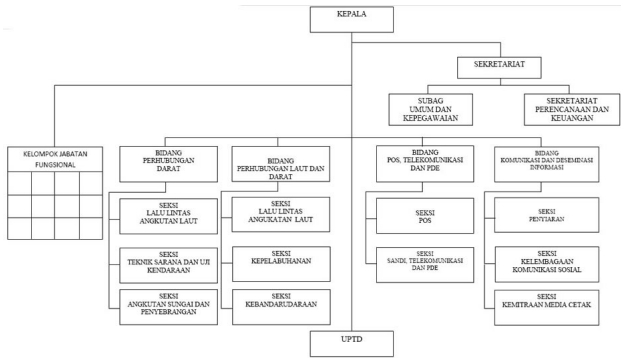 KEPALA
SEKRETARIAT
SUBAG
UMUM DAN
KEPEGAWAIAN
SEKRETARIAT
PERENCANAAN DAN
KEUANGAN
KELOMPOK JABATAN
FUNGSIONAL
BIDANG
PERHUBUNGAN
DARAT
BIDANG
PERHUBUNGAN LAUT DAN
DARAT
BIDANG
POS, TELEKOMUNIKASI
DAN PDE
BIDANG
KOMUNIKASI DAN DESEMINASI
INFORMASI
SEKSI
LALU LINTAS
ANGKUTAN LAUT
SEKSI
LALU LINTAS
ANGUKATAN LAUT
SEKSI
POS
SEKSI
PENYIARAN
SEKSI
TEKNIK SARANA DAN UJI
KENDARAAN
SEKSI
KEPELABUHANAN
SEKSI
SANDI, TELEKOMUNIKASI
DAN PDE
SEKSI
KELEMBAGAAN
KOMUNIKASI SOSIAL
SEKSI
ANGKUTAN SUNGAI DAN
PENYEBRANGAN
SEKSI
KEBANDARUDARAAN
SEKSI
KEMITRAAN MEDIA CETAK
UPTD